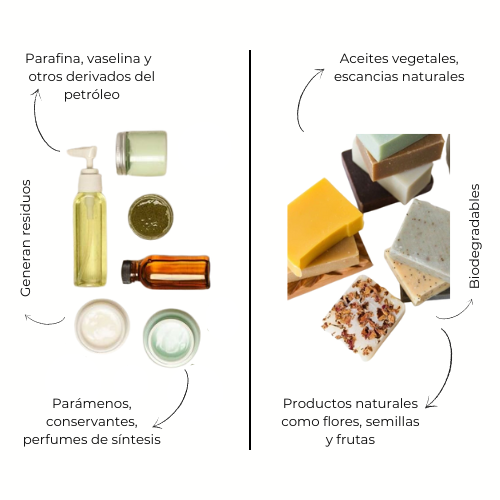 Parafina, vaselina y
otros derivados del
petróleo
Generan residuos
Parámenos,
conservantes,
perfumes de síntesis
Aceites vegetales,
escancias naturales
Biodegradables
Productos naturales
como flores, semillas
y frutas